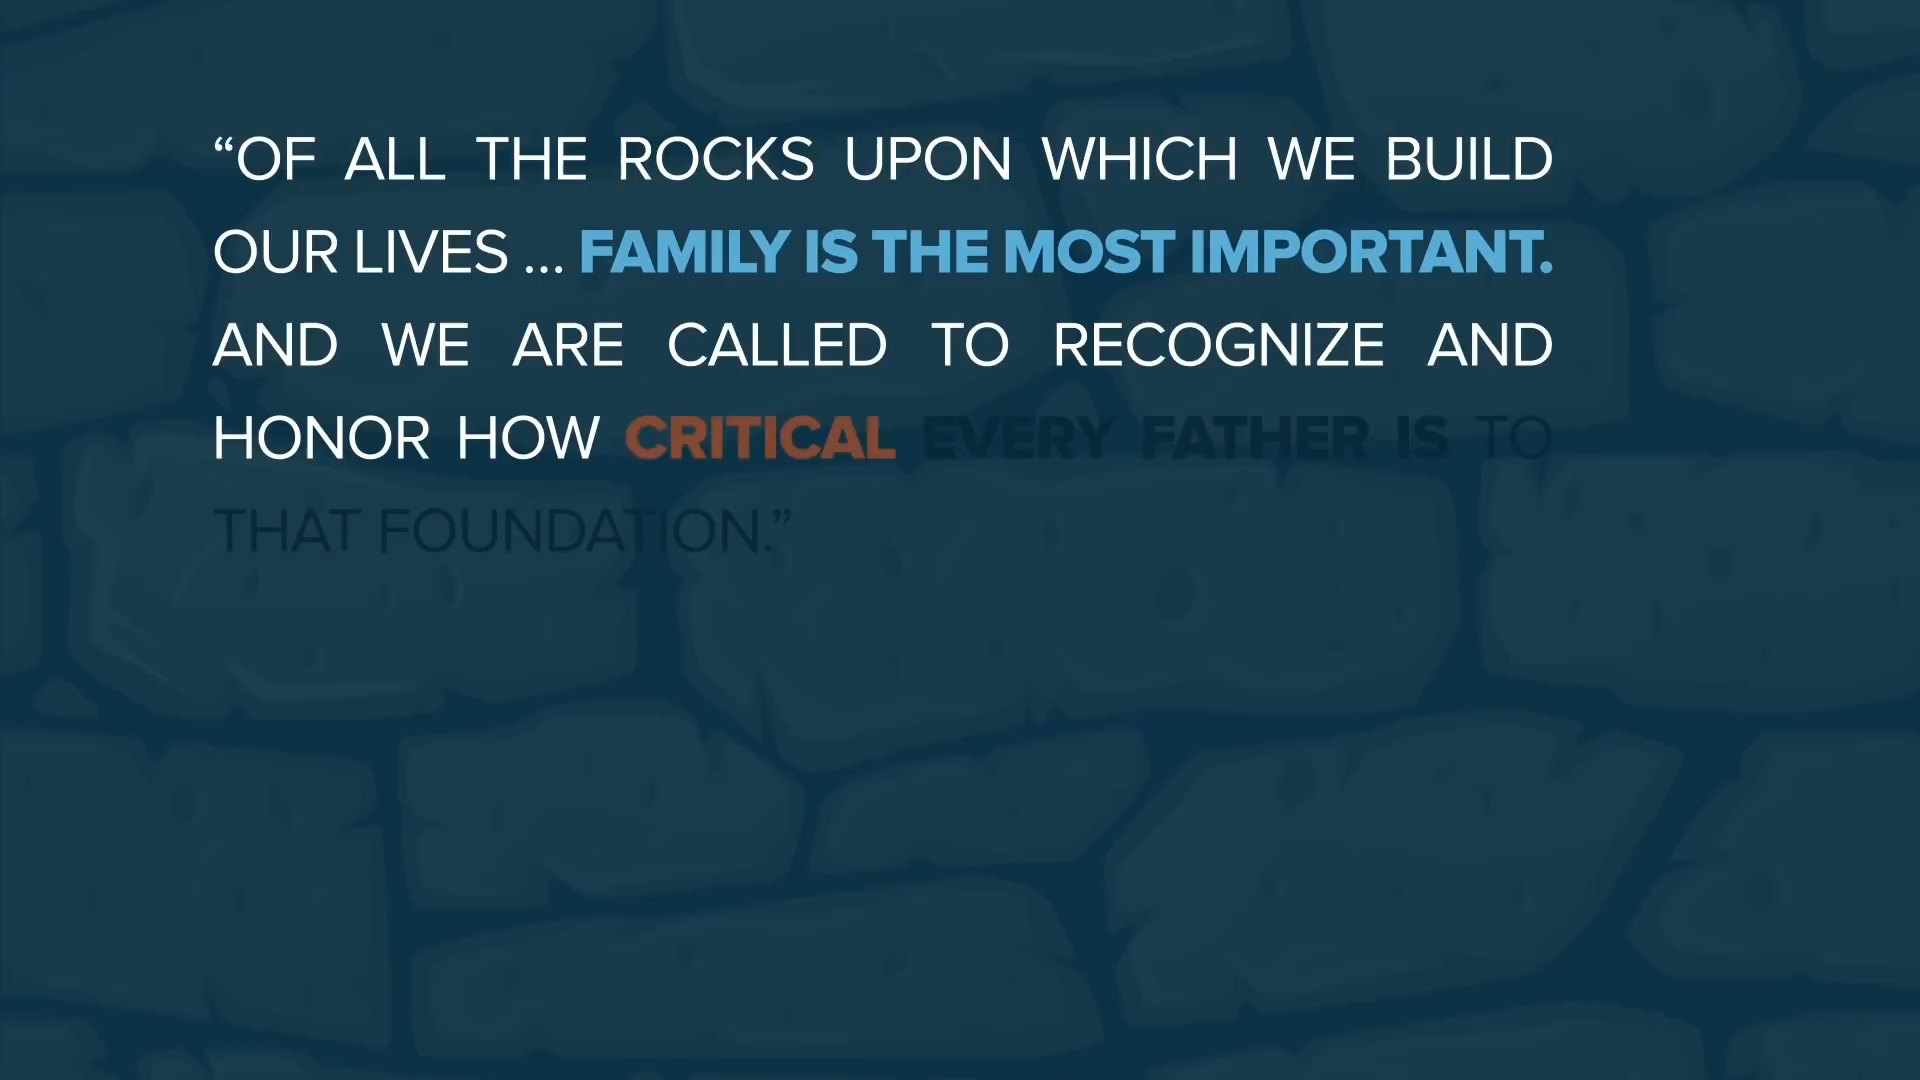 “OF ALL THE ROCKS UPON WHICH WE BUILD
OUR LIVES ... FAMILY IS THE MOST IMPORTANT.
AND WE ARE CALLED TO RECOGNIZE AND
HONOR HOW CRITICAL EVERY FATHER IS TO
THAT FOUNDATION.”